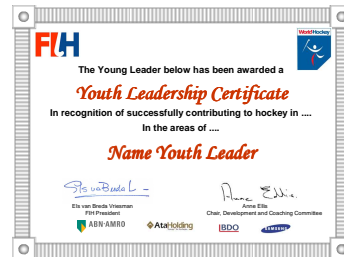 FIH
WorldHockey
The Young Leader below has been awarded a
Youth Leadership Certificate
In recognition of successfully contributing to hockey in ....
In the areas of ....
Name Youth Leader
Els van Breda Vriesman
FIH President
Anne Ellis
Chair, Development and Coaching Committee
ABN·AMRO
AtaHolding
IBDO
SAMSUNG